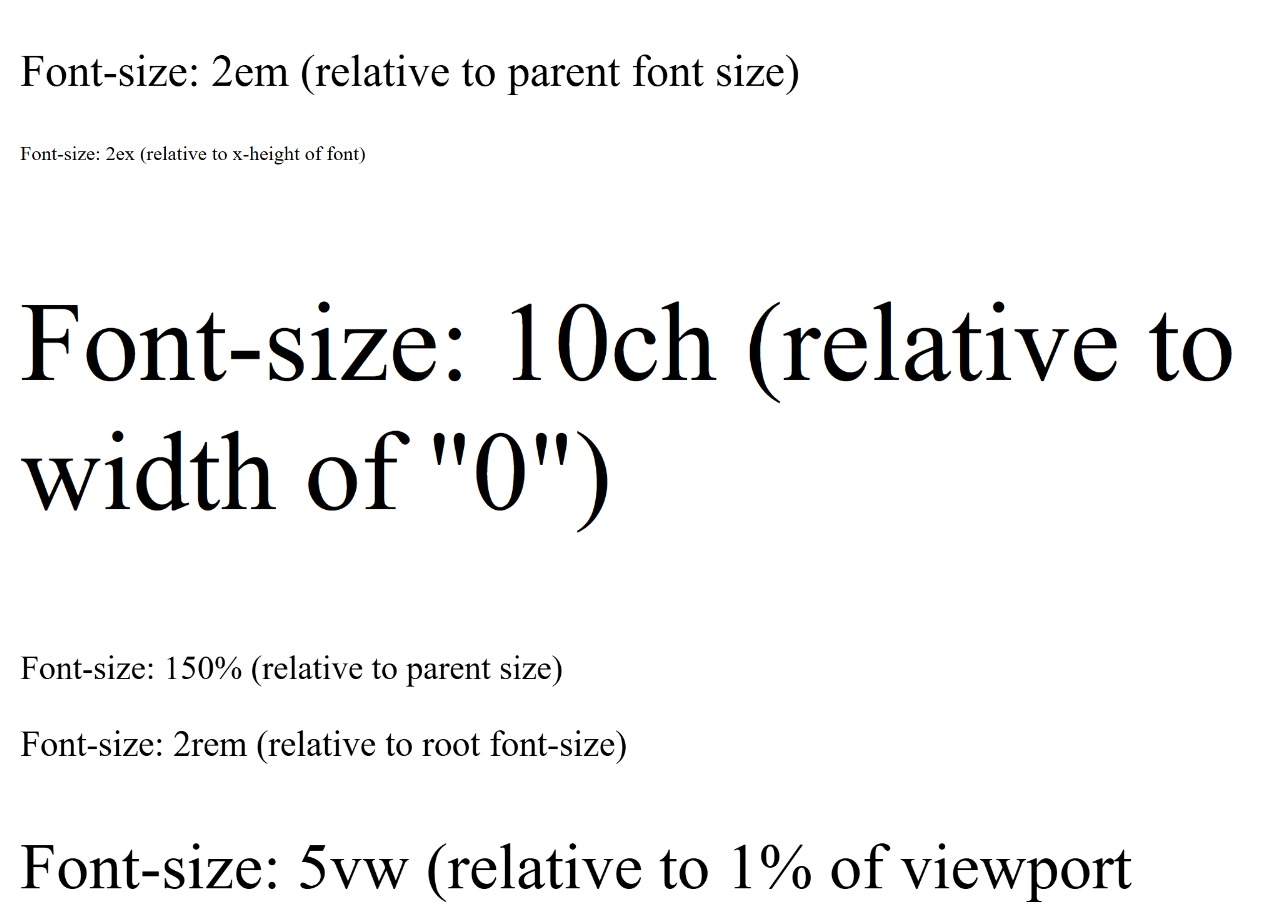 Font-size: 2em (relative to parent font size)
Font-size: 2ex (relative to x-height of font)
Font-size: 10ch (relative to
width of "0")
Font-size: 150% (relative to parent size)
Font-size: 2rem (relative to root font-size)
Font-size: 5vw (relative to 1% of viewport